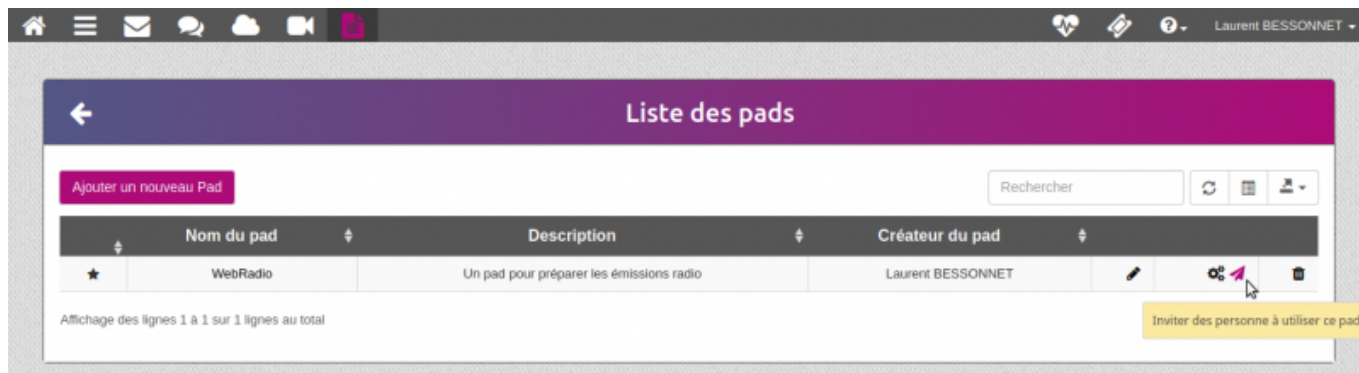 Laurent BESSONNET
Liste des pads
Ajouter un nouveau Pad
Rechercher
Nom du pad Description Créateur du pad
WebRadio Un pad pour préparer les émissions radio Laurent BESSONNET
Affichage des lignes 1 à 1 sur 1 lignes au total
Inviter des personne à utiliser ce pad